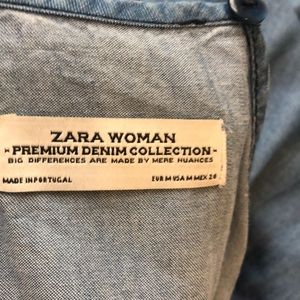 ZARA WOMAN
- PREMIUM DENIM COLLECTION -
BIG DIFFERENCES ARE MADE BY MERE NUANCES
MADE IN PORTUGAL EUR M USA M MEX 28